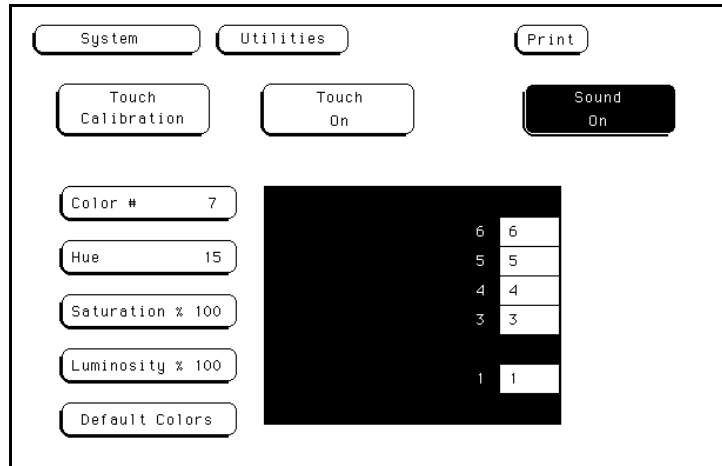 System Utilities Print
Touch Touch Sound
Calibration On On
Color # 7
6 6
Hue 15
5 5
4 4
Saturation % 100
3 3
Luminosity % 100
1 1
Default Colors